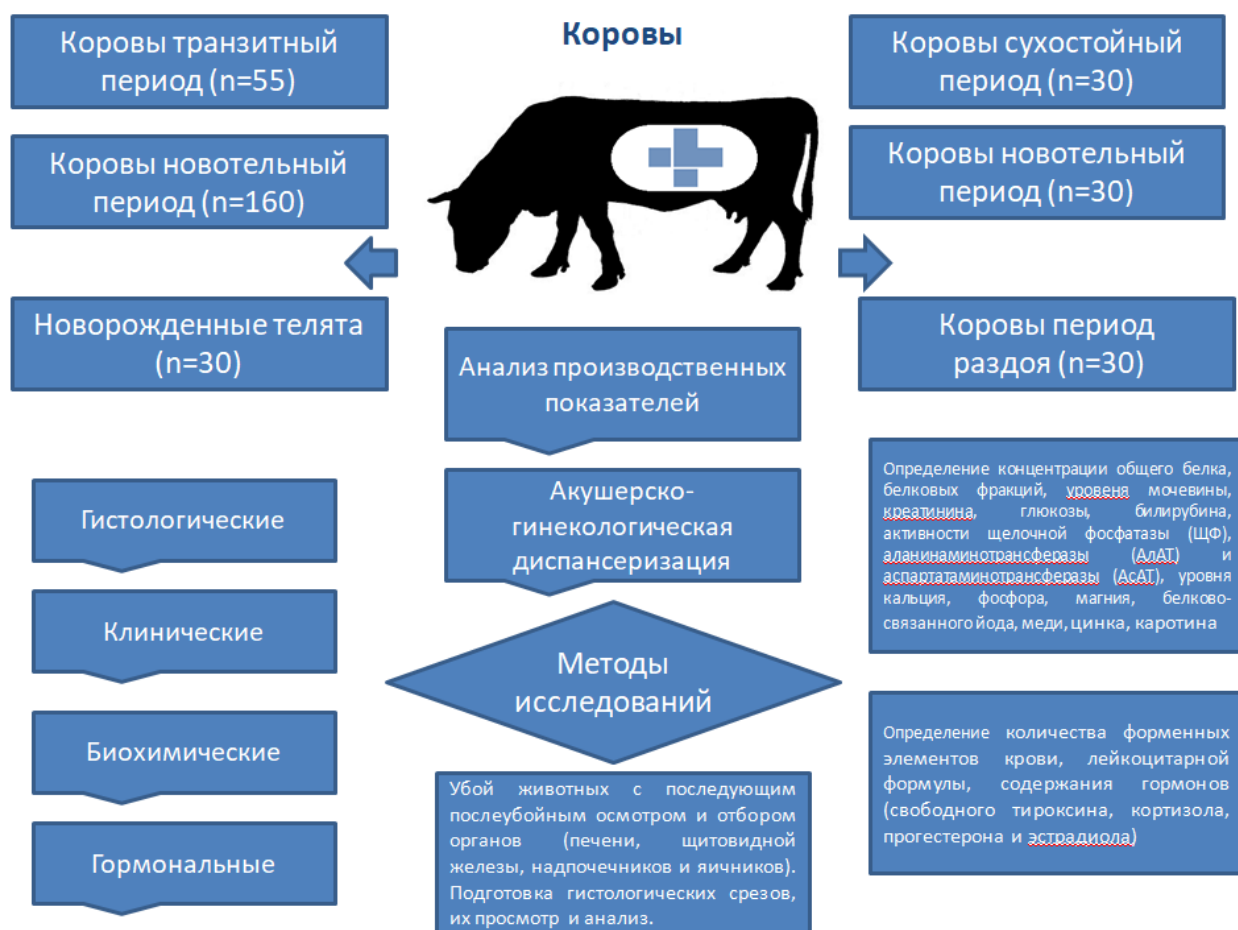 Коровы
Коровы транзитный
период (n=55)
Коровы новотельный
период (n=160)
Новорожденные телята
(n=30)
Коровы сухостойный
период (n=30)
Коровы новотельный
период (n=30)
Коровы период
раздоя (n=30)
Анализ производственных
показателей
Акушерско-
гинекологическая
диспансеризация
Методы
исследований
Гистологические
Клинические
Биохимические
Гормональные
Убой животных с последующим
послеубойным осмотром и отбором
органов (печени, щитовидной
железы, надпочечников и яичников).
Подготовка гистологических срезов,
их просмотр и анализ.
Определение концентрации общего белка,
белковых фракций, уровеня мочевины,
креатинина, глюкозы, билирубина,
активности щелочной фосфатазы (ЩФ),
аланинаминотрансферазы (АлАТ) и
аспартатаминотрансферазы (АсАТ), уровня
кальция, фосфора, магния, белково-
связанного йода, меди, цинка, каротина
Определение количества форменных
элементов крови, лейкоцитарной
формулы, содержания гормонов
(свободного тироксина, кортизола,
прогестерона и эстрадиола)